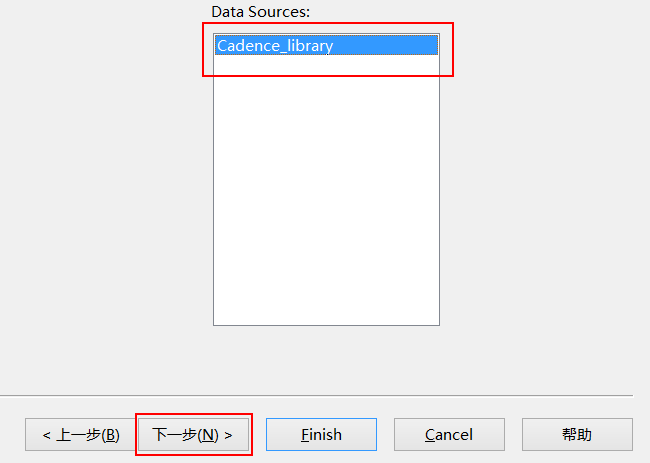 Data Sources:
Cadence_library
< 上一步(B) 下一步(N) > Finish Cancel 帮助